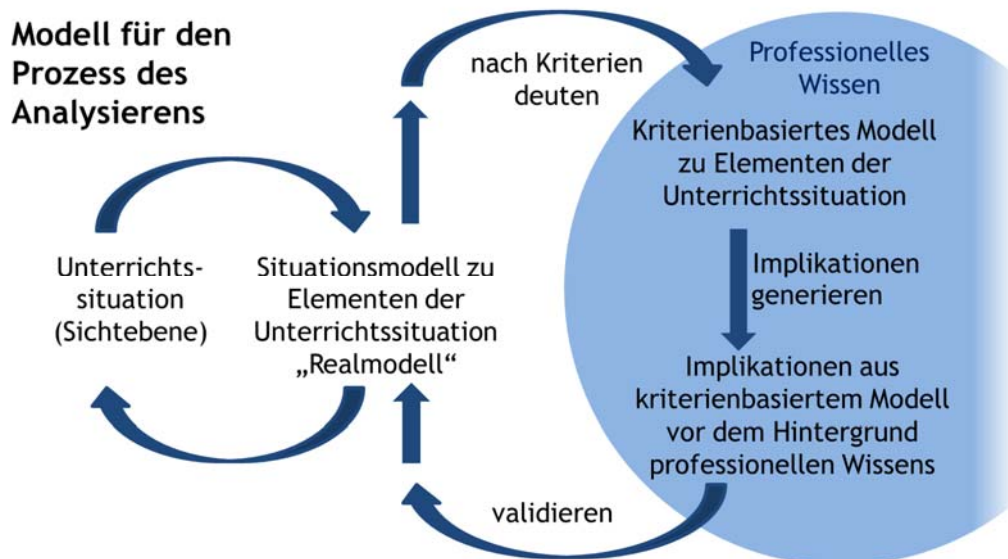 Modell für den
Prozess des
Analysierens
nach Kriterien
deuten
Professionelles
Wissen
Kriterienbasiertes Modell
zu Elementen der
Unterrichtssituation
Unterrichts-
situation
(Sichtebene)
Situationsmodell zu
Elementen der
Unterrichtssituation
„Realmodell“
Implikationen
generieren
Implikationen aus
kriterienbasiertem Modell
vor dem Hintergrund
professionellen Wissens
validieren